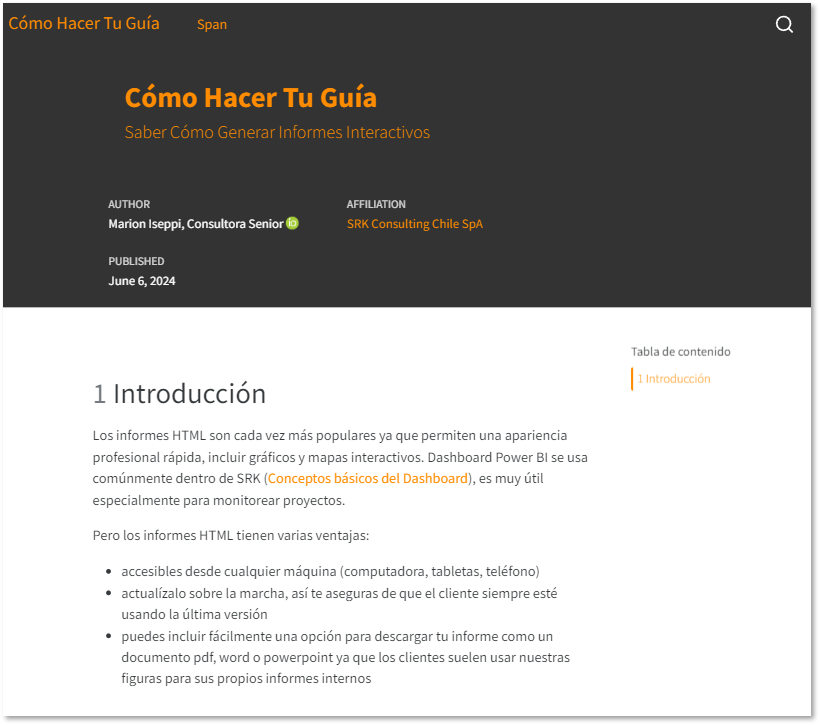 Cómo Hacer Tu Guía Span
Cómo Hacer Tu Guía
Saber Cómo Generar Informes Interactivos
AUTHOR AFFILIATION
Marion Iseppi, Consultora Senior iD SRK Consulting Chile SpA
PUBLISHED
June 6, 2024
Tabla de contenido
1 Introducción
1 Introducción
Los informes HTML son cada vez más populares ya que permiten una apariencia
profesional rápida, incluir gráficos y mapas interactivos. Dashboard Power BI se usa
comúnmente dentro de SRK (Conceptos básicos del Dashboard), es muy útil
especialmente para monitorear proyectos.
Pero los informes HTML tienen varias ventajas:
• accesibles desde cualquier máquina (computadora, tabletas, teléfono)
• actualízalo sobre la marcha, así te aseguras de que el cliente siempre esté
usando la última versión
• puedes incluir fácilmente una opción para descargar tu informe como un
documento pdf, word o powerpoint ya que los clientes suelen usar nuestras
figuras para sus propios informes internos